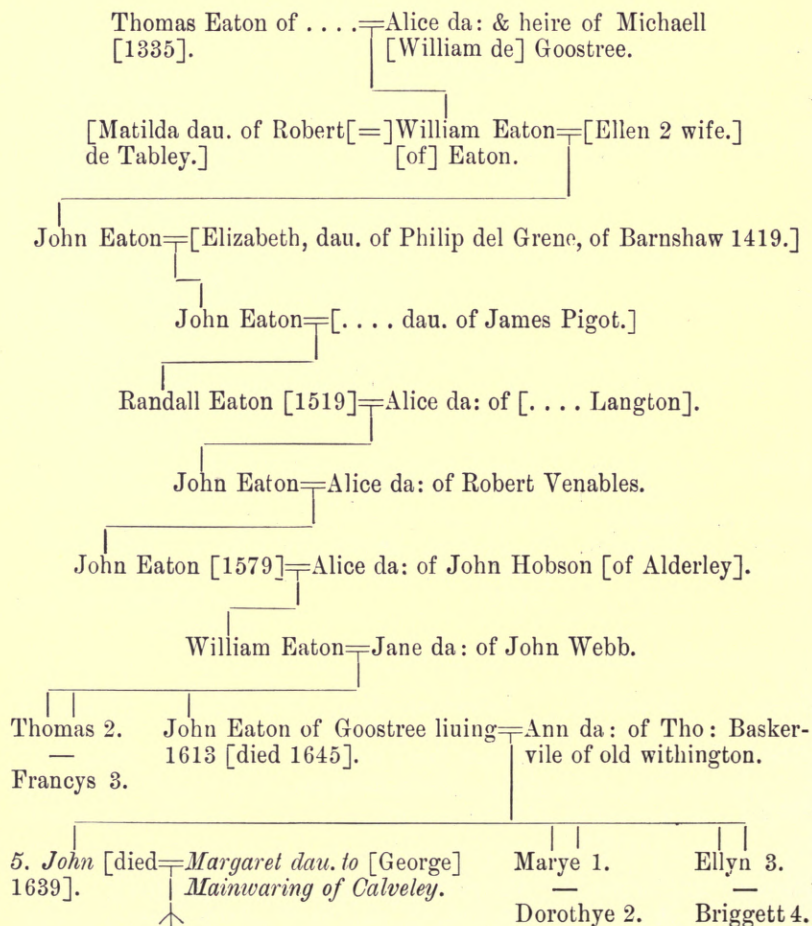 Thomas Eaton of . . . .=Alice da: & heire of Michaell
[1335]. [William de] Goostree.
[Matilda dau. of Robert[=]William Eaton=[Ellen 2 wife.]
de Tabley.] [of] Eaton.
John Eaton=[Elizabeth, dau. of Philip del Grene, of Barnshaw 1419.]
John Eaton=[. . . . dau. of James Pigot.]
Randall Eaton [1519]=Alice da: of [. . . . Langton].
John Eaton=Alice da: of Robert Venables.
John Eaton [1579]=Alice da: of John Hobson [of Alderley].
William Eaton=Jane da: of John Webb.
Thomas 2. John Eaton of Goostree liuing=Ann da: of Tho: Basker-
— 1613 [died 1645]. vile of old withington.
Francys 3.
5. John [died=Margaret dau. to [George] Marye 1. Ellyn 3.
1639]. Mainwaring of Calveley. — —
Dorothye 2. Briggett 4.